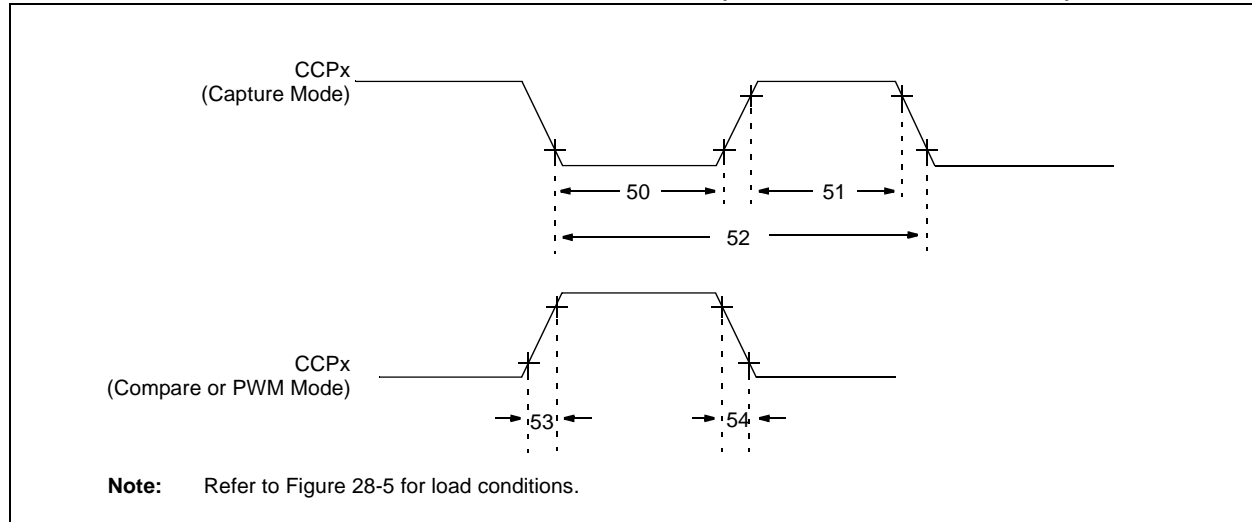 CCPx
(Capture Mode)
50
51
52
CCPx
(Compare or PWM Mode)
53
54
Note: Refer to Figure 28-5 for load conditions.